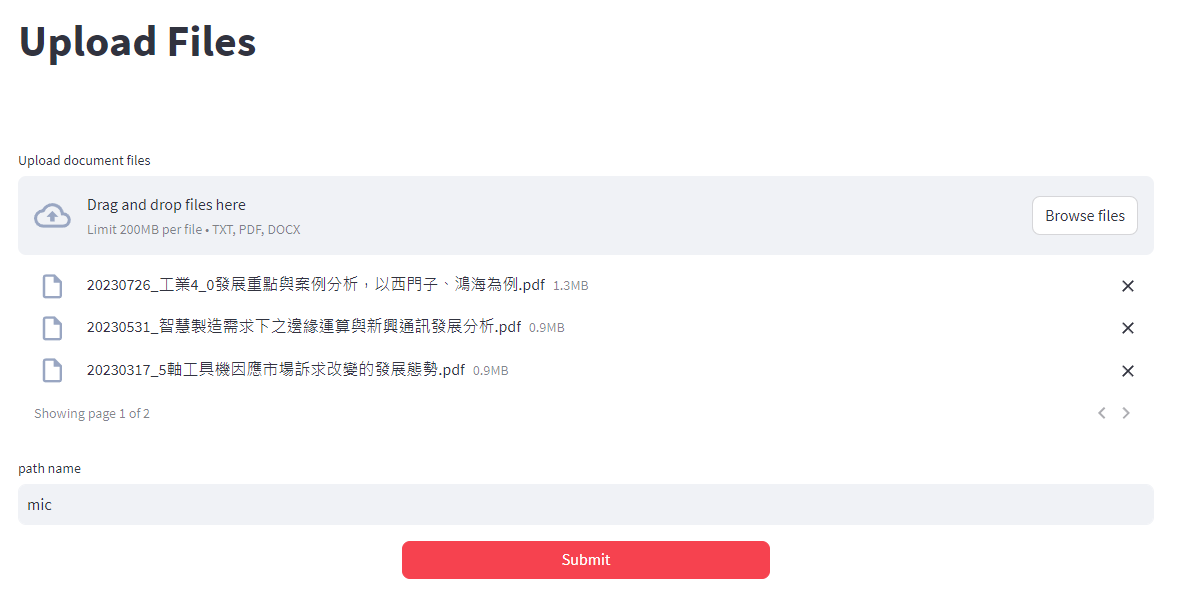 Upload Files
Upload document files
Drag and drop files here
Limit 200MB per file • TXT, PDF, DOCX
Browse files
20230726_工業4_0發展重點與案例分析，以西門子、鴻海為例.pdf 1.3MB
20230531_智慧製造需求下之邊緣運算與新興通訊發展分析.pdf 0.9MB
20230317_5軸工具機因應市場訴求改變的發展態勢.pdf 0.9MB
Showing page 1 of 2
path name
mic
Submit